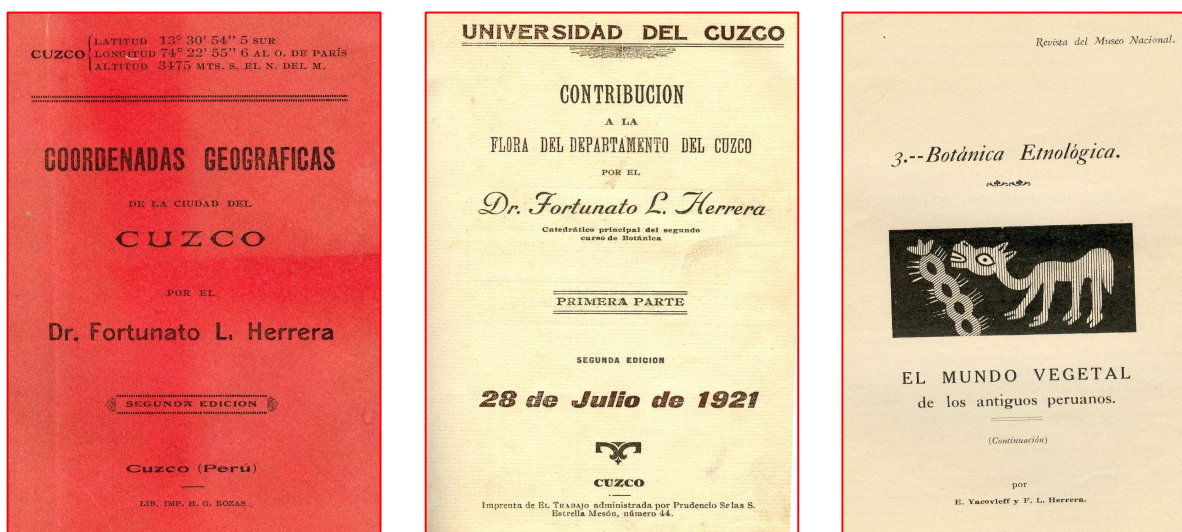 CUZCO
LATITUD 13° 30' 54" 5 SUR
LONGITUD 74° 22' 55" 6 AL O. DE PARÍS
ALTITUD 3475 MTS. S. EL N. DEL M.
COORDENADAS GEOGRAFICAS
DE LA CIUDAD DEL
CUZCO
POR EL
Dr. Fortunato L. Herrera
SEGUNDA EDICION
Cuzco (Perú)
LIB. IMP. H. G. ROZAS
UNIVERSIDAD DEL CUZCO
CONTRIBUCION
A LA
FLORA DEL DEPARTAMENTO DEL CUZCO
POR EL
Dr. Fortunato L. Herrera
Catedrático principal del segundo
curso de Botánica
PRIMERA PARTE
SEGUNDA EDICION
28 de Julio de 1921
CUZCO
Imprenta de EL TRABAJO administrada por Prudencio Salas S.
Estrella Mesón, número 44.
Revista del Museo Nacional.
3.--Botánica Etnológica.
EL MUNDO VEGETAL
de los antiguos peruanos.
(Continuación)
por
E. Yacovleff y F. L. Herrera.